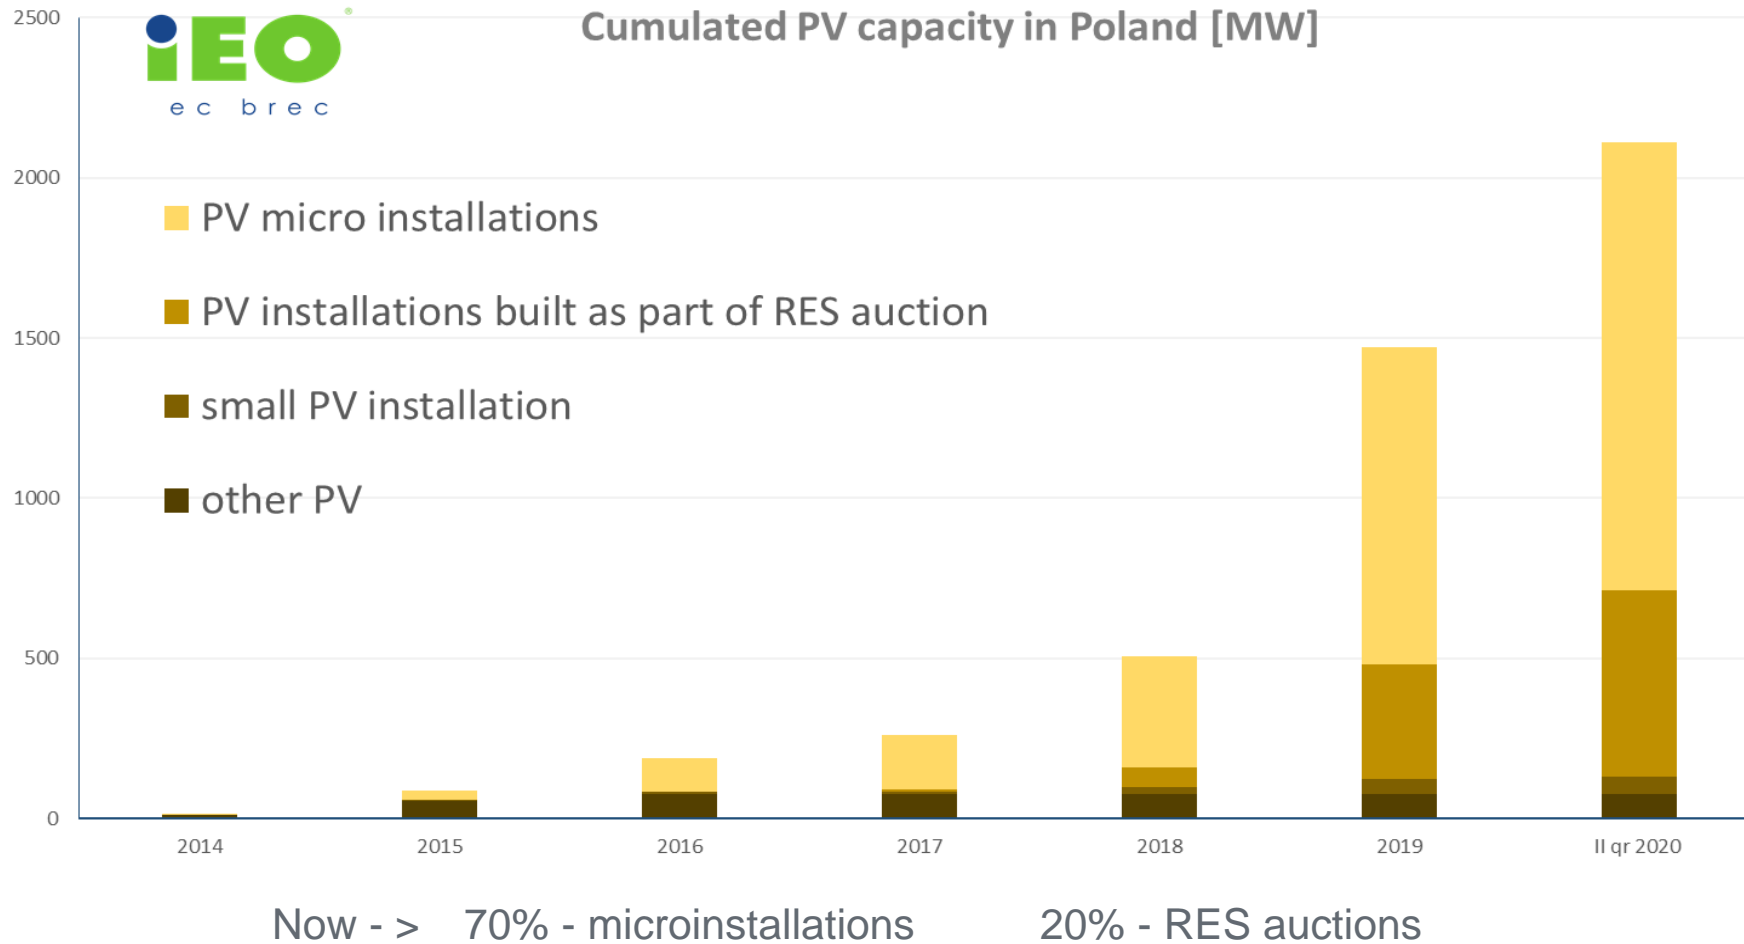 Cumulated PV capacity in Poland [MW]
iEO®
ec brec
2500
2000
1500
1000
500
0
PV micro installations
PV installations built as part of RES auction
small PV installation
other PV
2014 2015 2016 2017 2018 2019 II qr 2020
Now - > 70% - microinstallations 20% - RES auctions